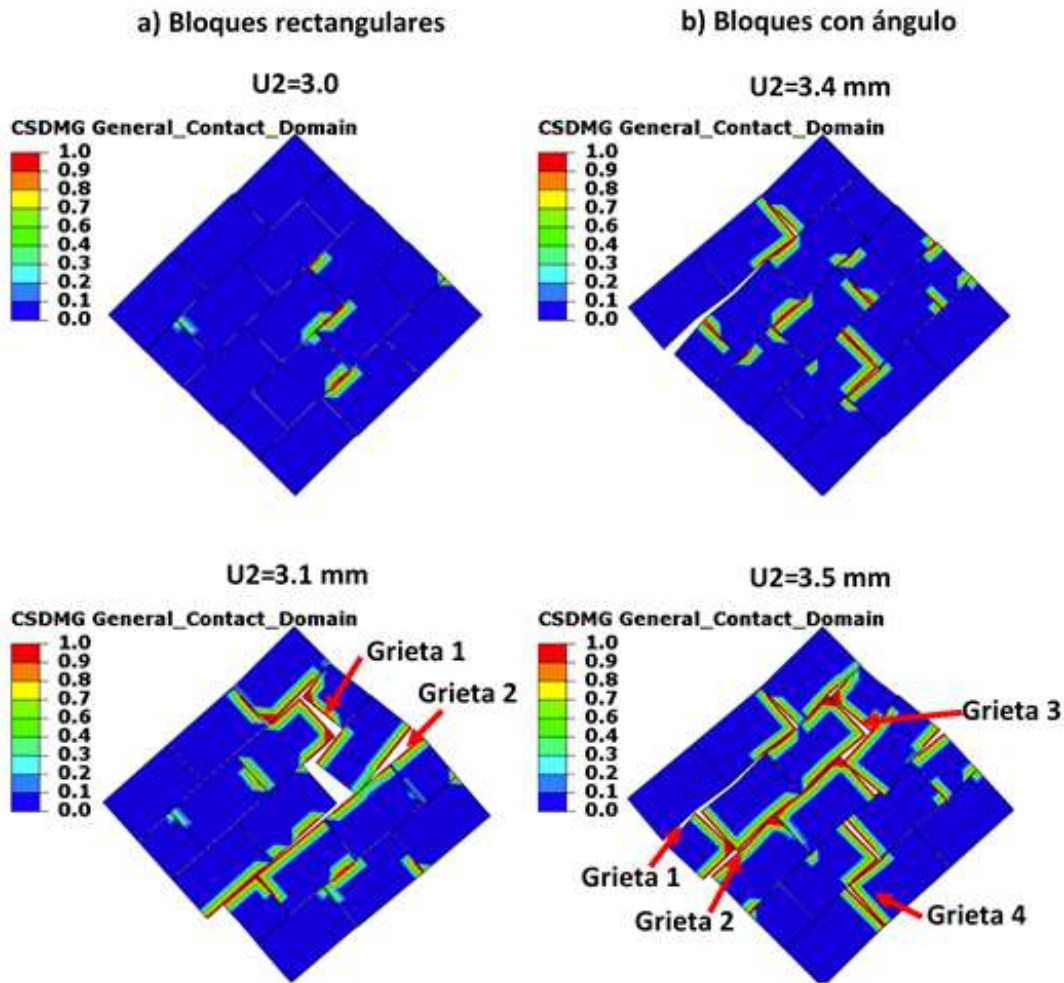 a) Bloques rectangulares
b) Bloques con ángulo
U2=3.0
U2=3.4 mm
CSDMG General_Contact_Domain
1.0
0.9
0.8
0.7
0.6
0.4
0.3
0.2
0.1
0.0
CSDMG General_Contact_Domain
1.0
0.9
0.8
0.7
0.6
0.4
0.3
0.2
0.1
0.0
U2=3.1 mm
U2=3.5 mm
CSDMG General_Contact_Domain
1.0
0.9
0.8
0.7
0.6
0.4
0.3
0.2
0.1
0.0
Grieta 1
Grieta 2
CSDMG General_Contact_Domain
1.0
0.9
0.8
0.7
0.6
0.4
0.3
0.2
0.1
0.0
Grieta 3
Grieta 1
Grieta 2
Grieta 4